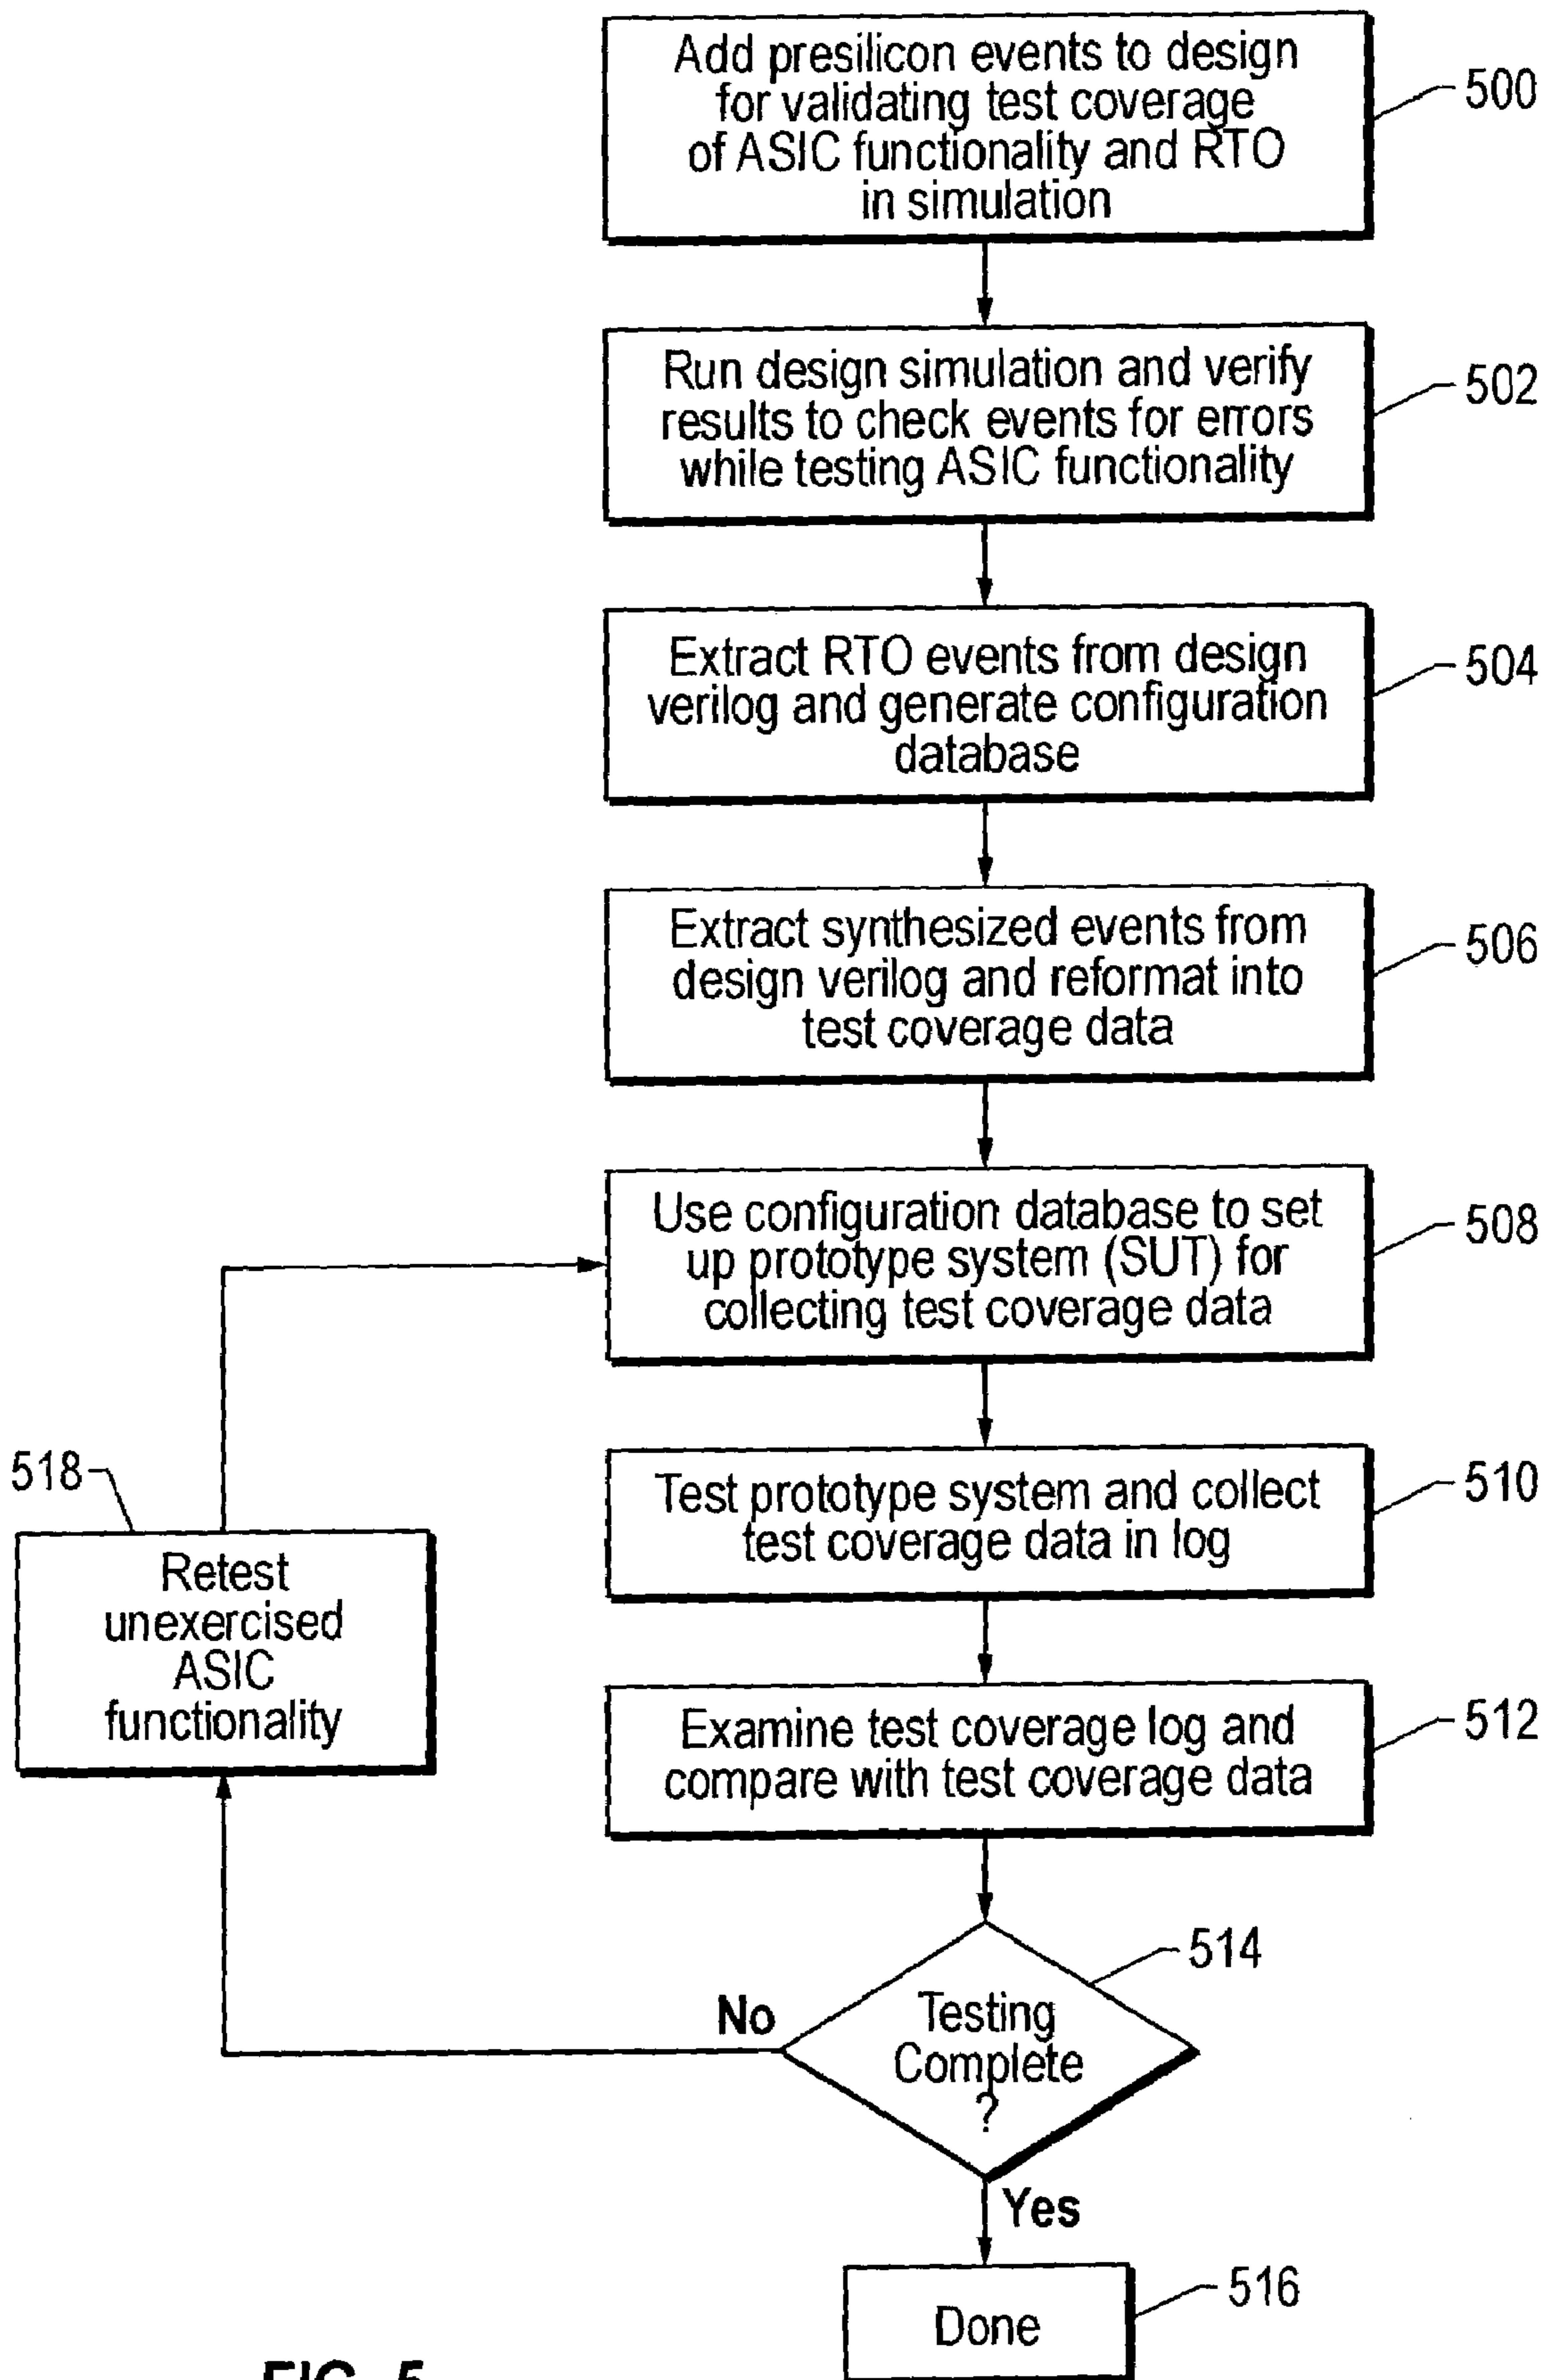 Add presilicon events to design
for validating test coverage
of ASIC functionality and RTO
in simulation
500
Run design simulation and verify
results to check events for errors
while testing ASIC functionality
502
Extract RTO events from design
verilog and generate configuration
database
504
Extract synthesized events from
design verilog and reformat into
test coverage data
506
Use configuration database to set
up prototype system (SUT) for
collecting test coverage data
508
Test prototype system and collect
test coverage data in log
510
518
Retest
unexercised
ASIC
functionality
Examine test coverage log and
compare with test coverage data
512
514
No
Testing
Complete
?
Yes
Done
516
FIG. 5